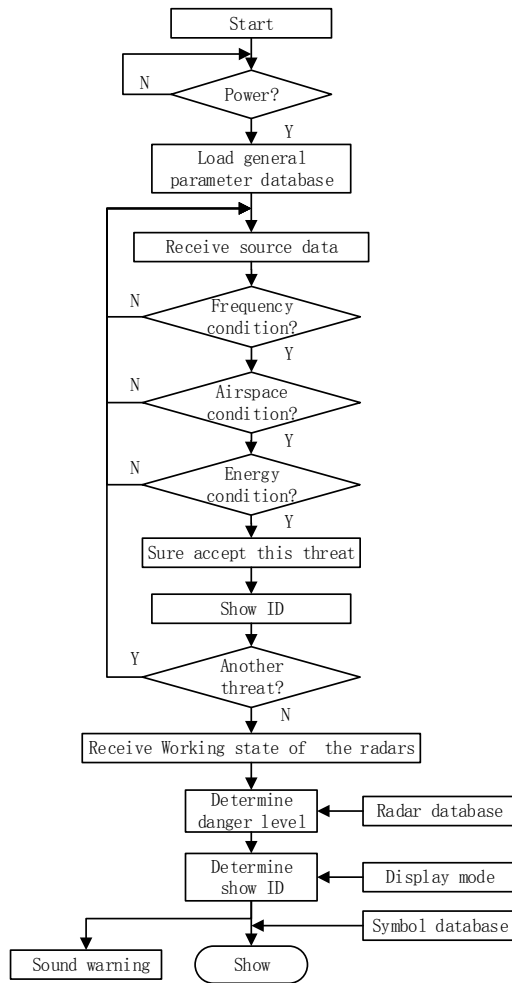 Start
N
Power?
Y
Load general
parameter database
Receive source data
N
Frequency
condition?
Y
N
Airspace
condition?
Y
N
Energy
condition?
Y
Sure accept this threat
Show ID
Y
Another
threat?
N
Receive Working state of the radars
Determine
danger level
Radar database
Determine
show ID
Display mode
Symbol database
Sound warning
Show